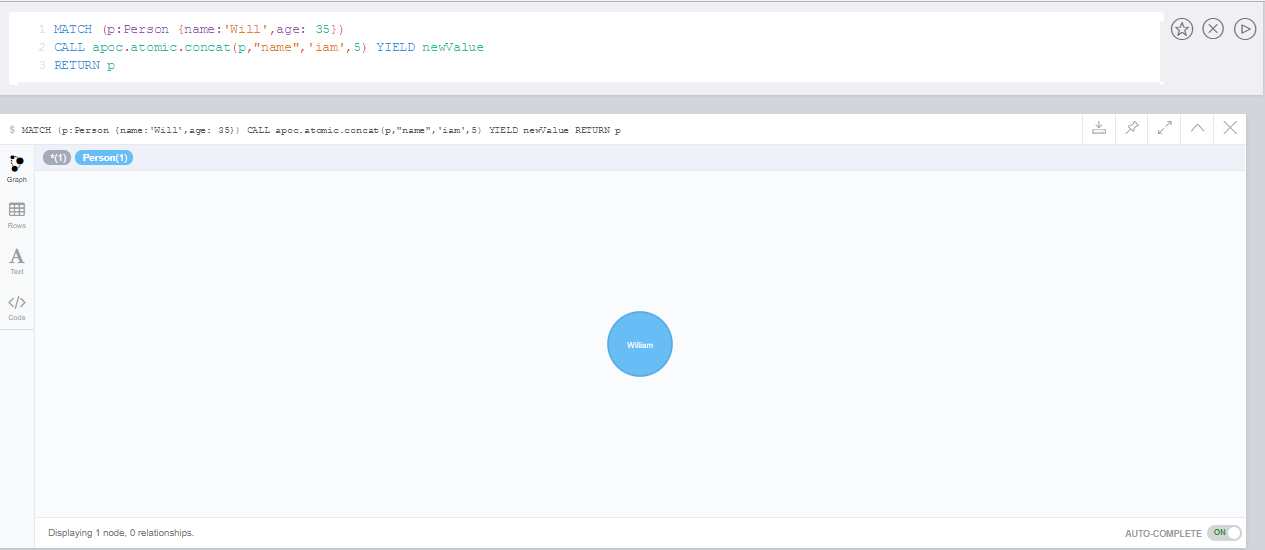 1 MATCH (p:Person {name:'Will',age: 35})
2 CALL apoc.atomic.concat(p,"name",'iam',5) YIELD newValue
3 RETURN p
$ MATCH (p:Person {name:'Will',age: 35}) CALL apoc.atomic.concat(p,"name",'iam',5) YIELD newValue RETURN p
*(1) Person(1)
Graph
Rows
A
Text
</>
Code
William
Displaying 1 node, 0 relationships.
AUTO-COMPLETE ON